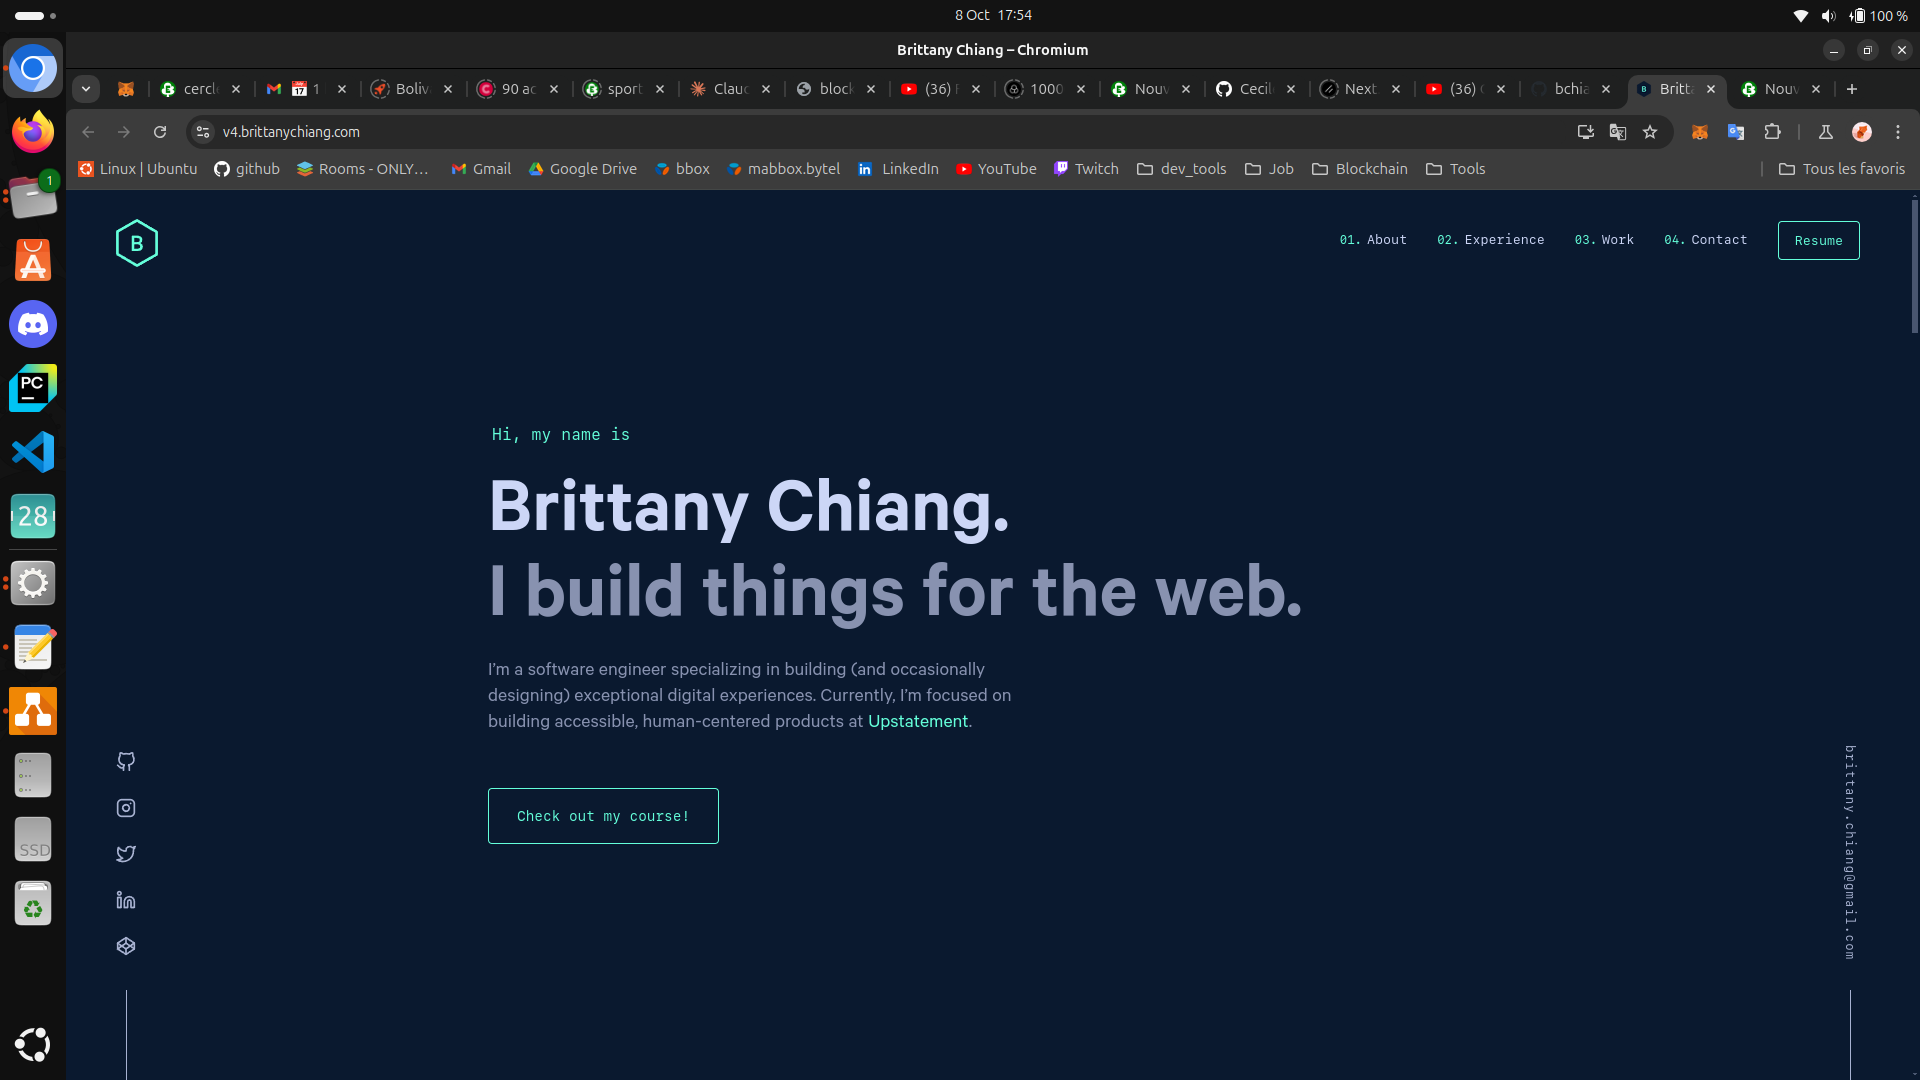 8 Oct 17:54
100 %
Brittany Chiang – Chromium
cercl
1
Boliv
90 ac
sport
Claud
block
(36) F
1000
Nouv
Cecil
Next
(36) C
bchia
Britta
Nouv
v4.brittanychiang.com
Linux | Ubuntu
github
Rooms - ONLY…
Gmail
Google Drive
bbox
mabbox.bytel
LinkedIn
YouTube
Twitch
dev_tools
Job
Blockchain
Tools
Tous les favoris
1
PC
28
SSD
B
01. About
02. Experience
03. Work
04. Contact
Resume
Hi, my name is
Brittany Chiang.
I build things for the web.
I'm a software engineer specializing in building (and occasionally
designing) exceptional digital experiences. Currently, I'm focused on
building accessible, human-centered products at Upstatement.
Check out my course!
brittany.chiang@gmail.com